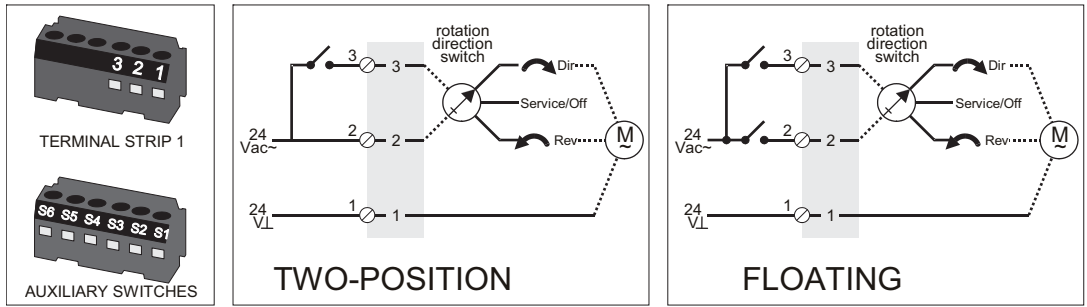 3 2 1
TERMINAL STRIP 1
S6 S5 S4 S3 S2 S1
AUXILIARY SWITCHES
rotation
direction
switch
3
3
Dir
Service/Off
24
Vac~
2
2
Rev
M
~
24
V⊥
1
1
TWO-POSITION
rotation
direction
switch
3
3
Dir
Service/Off
24
Vac~
2
2
Rev
M
~
24
V⊥
1
1
FLOATING